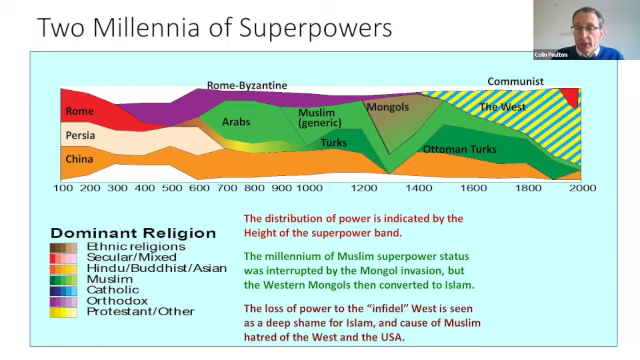 Two Millennia of Superpowers
Colin Poulton
Rome-Byzantine
Communist
Rome
Persia
China
Arabs
Muslim
(generic)
Turks
Mongols
The West
Ottoman Turks
100 200 300 400 500 600 700 800 900 1000 1200 1400 1600 1800 2000
Dominant Religion
Ethnic religions
Secular/Mixed
Hindu/Buddhist/Asian
Muslim
Catholic
Orthodox
Protestant/Other
The distribution of power is indicated by the
Height of the superpower band.
The millennium of Muslim superpower status
was interrupted by the Mongol invasion, but
the Western Mongols then converted to Islam.
The loss of power to the “infidel” West is seen
as a deep shame for Islam, and cause of Muslim
hatred of the West and the USA.